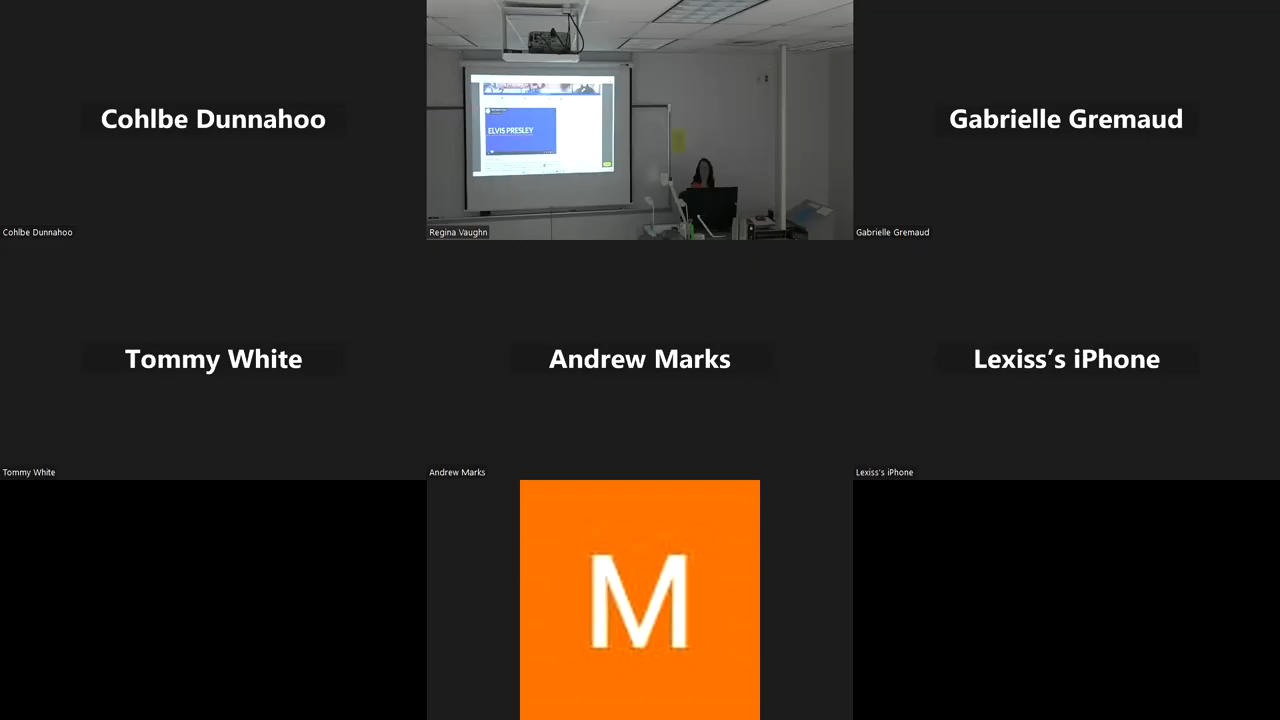 Cohlbe Dunnahoo
Cohlbe Dunnahoo
ELVIS PRESLEY
Regina Vaughn
Gabrielle Gremaud
Gabrielle Gremaud
Tommy White
Tommy White
Andrew Marks
Andrew Marks
Lexiss’s iPhone
Lexiss's iPhone
M